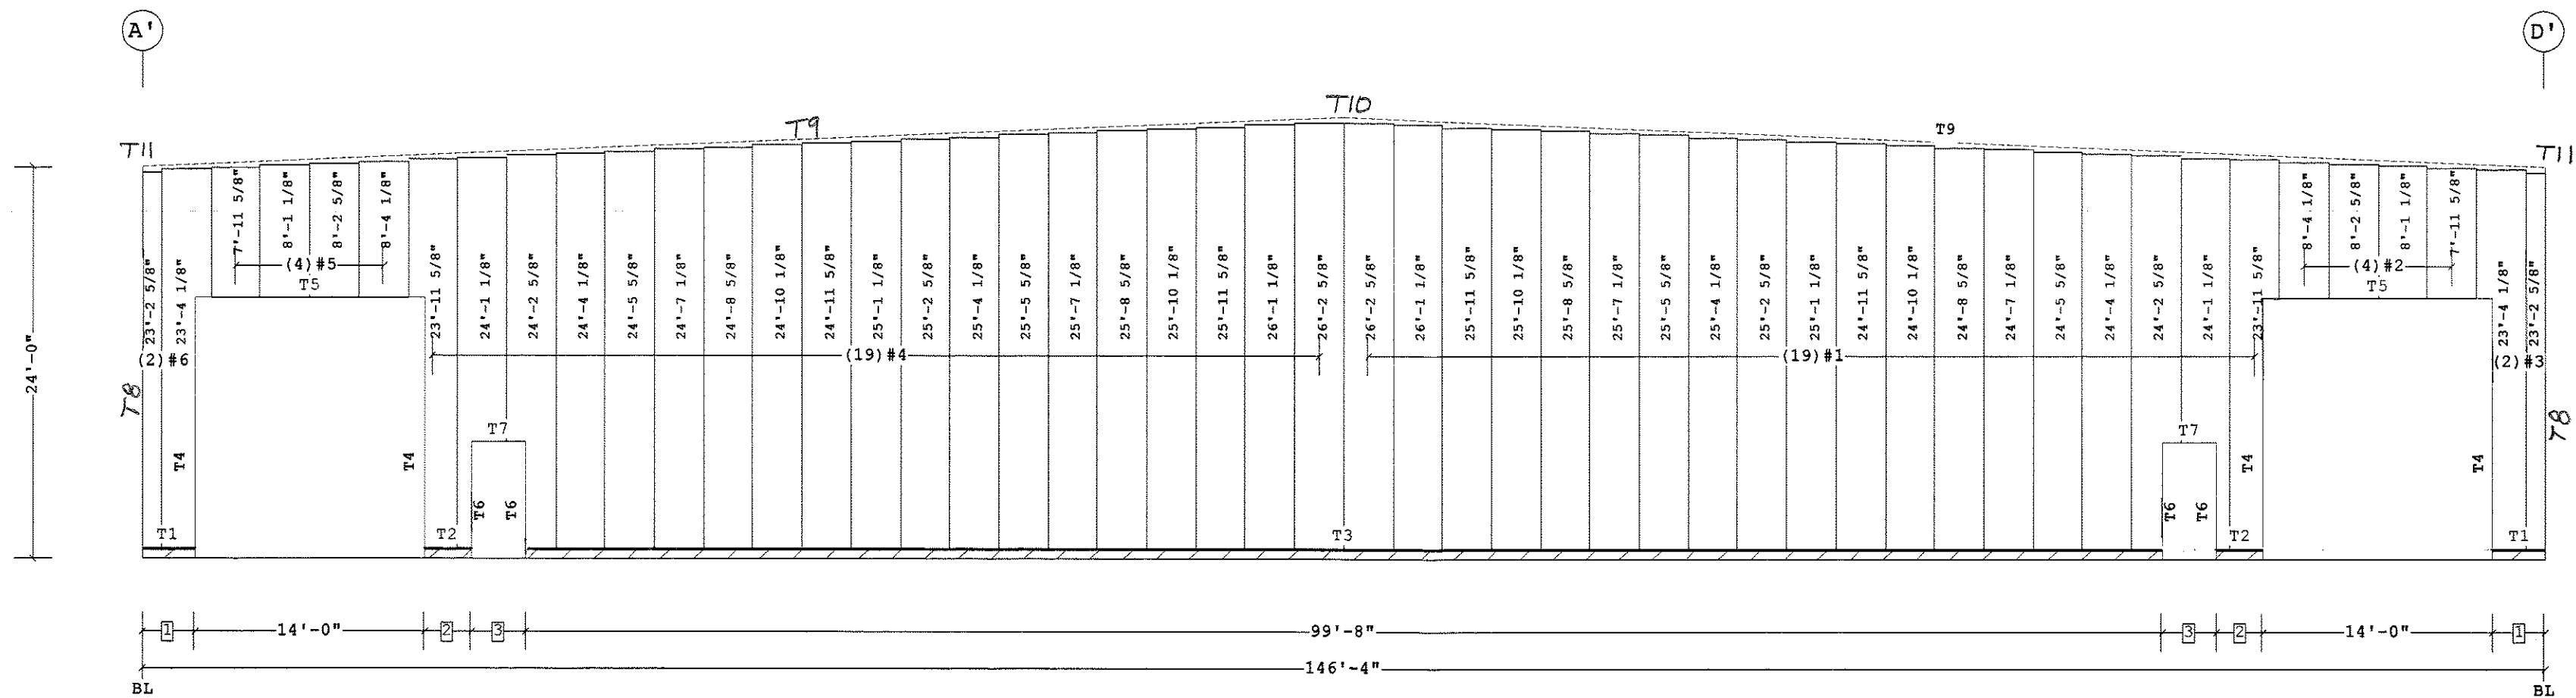 A'
D'
T10
T9
T9
T11
T11
7'-11 5/8"
8'-1 1/8"
8'-2 5/8"
8'-4 1/8"
8'-4 1/8"
8'-2 5/8"
8'-1 1/8"
7'-11 5/8"
(4)#5
T5
(4)#2
T5
23'-2 5/8"
23'-4 1/8"
23'-11 5/8"
24'-1 1/8"
24'-2 5/8"
24'-4 1/8"
24'-5 5/8"
24'-7 1/8"
24'-8 5/8"
24'-10 1/8"
24'-11 5/8"
25'-1 1/8"
25'-2 5/8"
25'-4 1/8"
25'-5 5/8"
25'-7 1/8"
25'-8 5/8"
25'-10 1/8"
25'-11 5/8"
26'-1 1/8"
26'-2 5/8"
26'-2 5/8"
26'-1 1/8"
25'-11 5/8"
25'-10 1/8"
25'-8 5/8"
25'-7 1/8"
25'-5 5/8"
25'-4 1/8"
25'-2 5/8"
25'-1 1/8"
24'-11 5/8"
24'-10 1/8"
24'-8 5/8"
24'-7 1/8"
24'-5 5/8"
24'-4 1/8"
24'-2 5/8"
24'-1 1/8"
23'-11 5/8"
23'-4 1/8"
23'-2 5/8"
24'-0"
(2)#6
(19)#4
(19)#1
(2)#3
T8
T8
T7
T7
T4
T4
T4
T4
T6
T6
T6
T6
T1
T2
T3
T2
T1
1
14'-0"
2
3
99'-8"
3
2
14'-0"
1
146'-4"
BL
BL